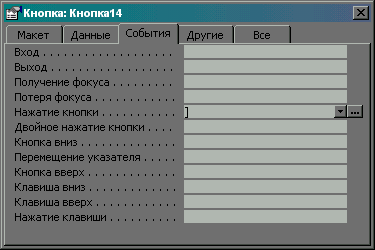 Кнопка: Кнопка14
Макет Данные События Другие Все
Вход . . . . . . . . . . . . . . . . . . .
Выход . . . . . . . . . . . . . . . . . .
Получение фокуса . . . . . . . . . . .
Потеря фокуса . . . . . . . . . . . . .
Нажатие кнопки . . . . . . . . . . . . ] ...
Двойное нажатие кнопки . . . .
Кнопка вниз . . . . . . . . . . . . . .
Перемещение указателя . . . . . .
Кнопка вверх . . . . . . . . . . . . .
Клавиша вниз . . . . . . . . . . . . .
Клавиша вверх . . . . . . . . . . . .
Нажатие клавиши . . . . . . . . . . .